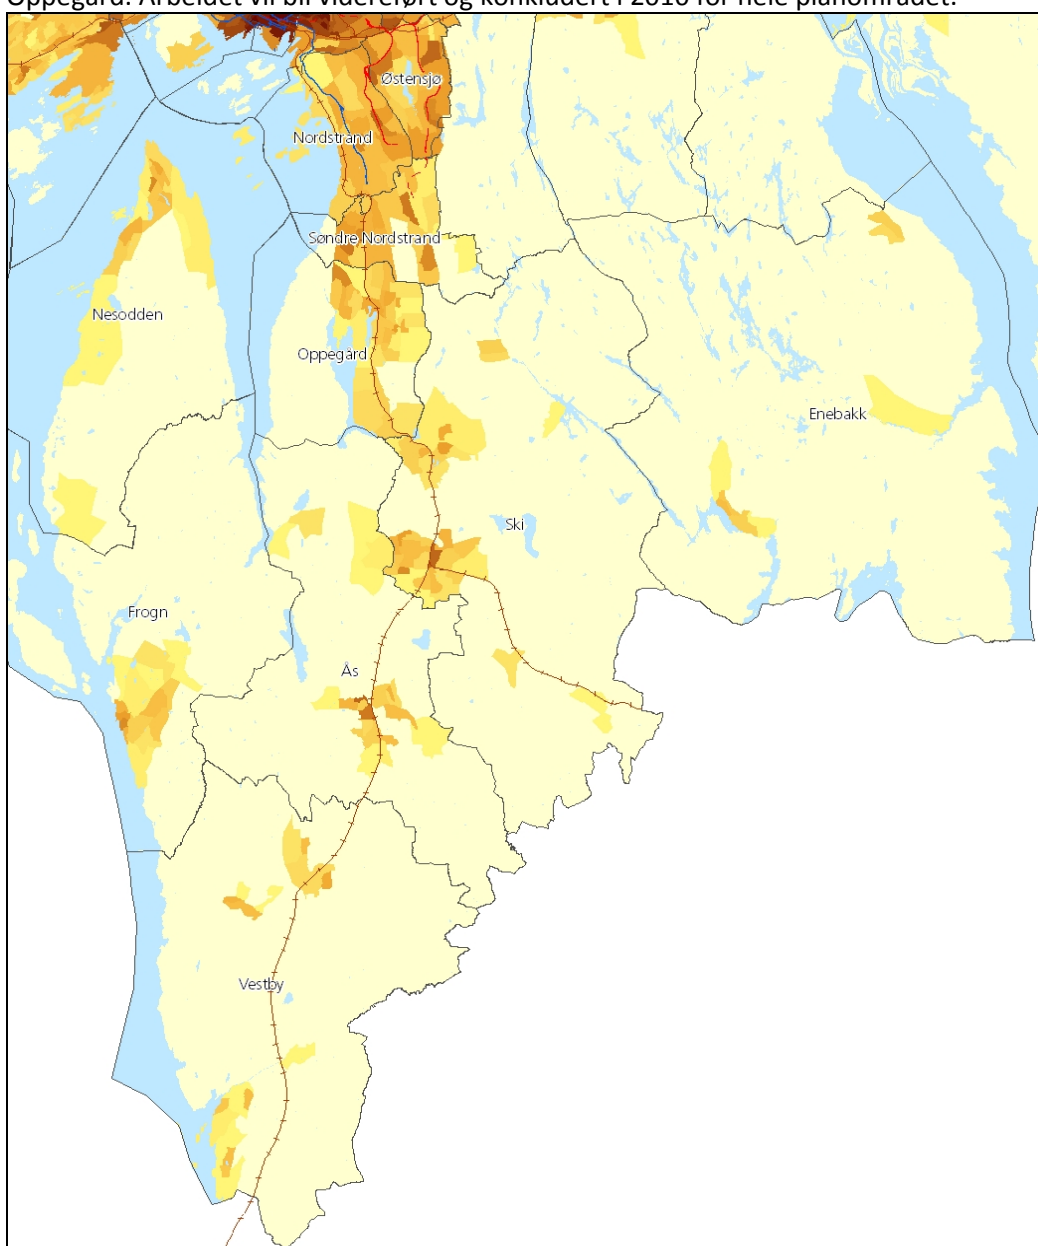 Oppegård. Arbeidet vil bli videreført og konkludert i 2016 for hele planområdet.
Østensjø
Nordstrand
Søndre Nordstrand
Nesodden
Oppegård
Enebakk
Ski
Frogn
Ås
Vestby